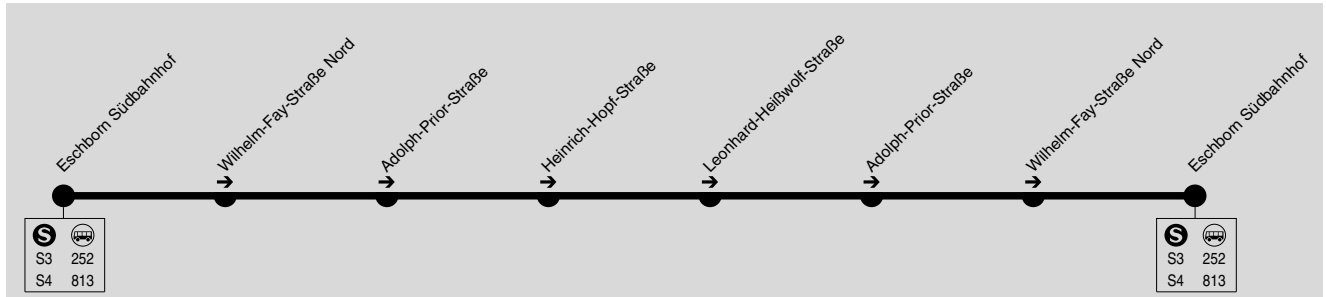 Eschborn Südbahnhof
Wilhelm-Fay-Straße Nord
Adolph-Prior-Straße
Heinrich-Hopf-Straße
Leonhard-Heißwolf-Straße
Adolph-Prior-Straße
Wilhelm-Fay-Straße Nord
Eschborn Südbahnhof
S
S3 252
S4 813
S
S3 252
S4 813